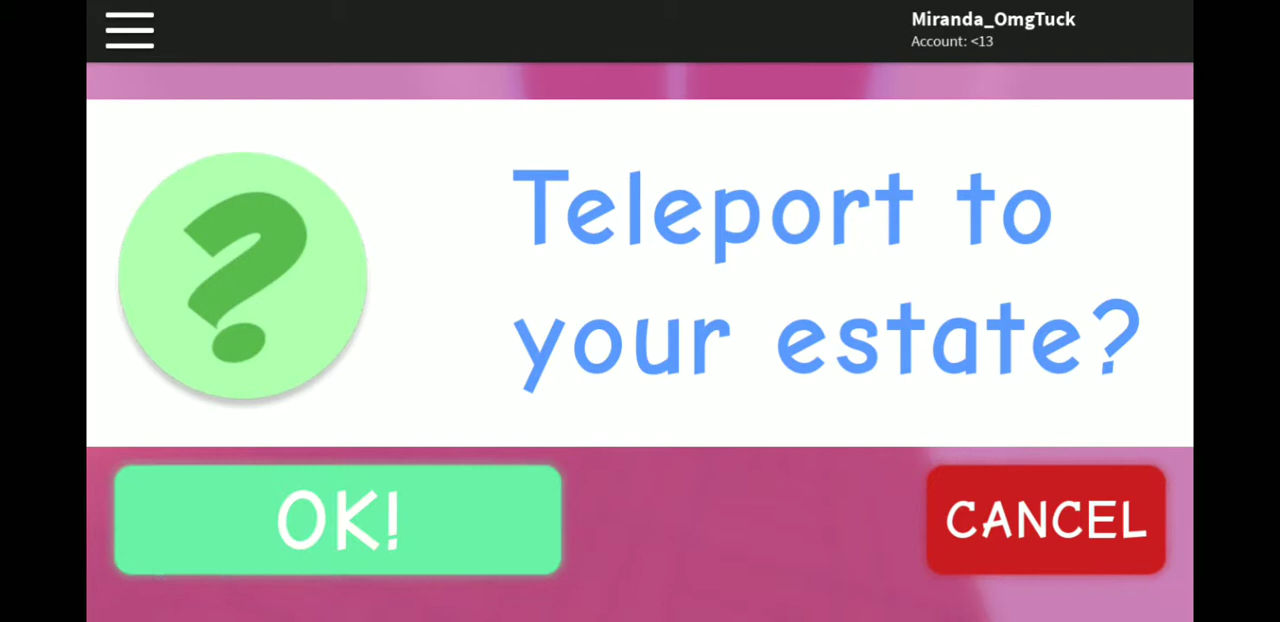 Miranda_OmgTuck
Account: <13
?
Teleport to
your estate?
OK!
CANCEL